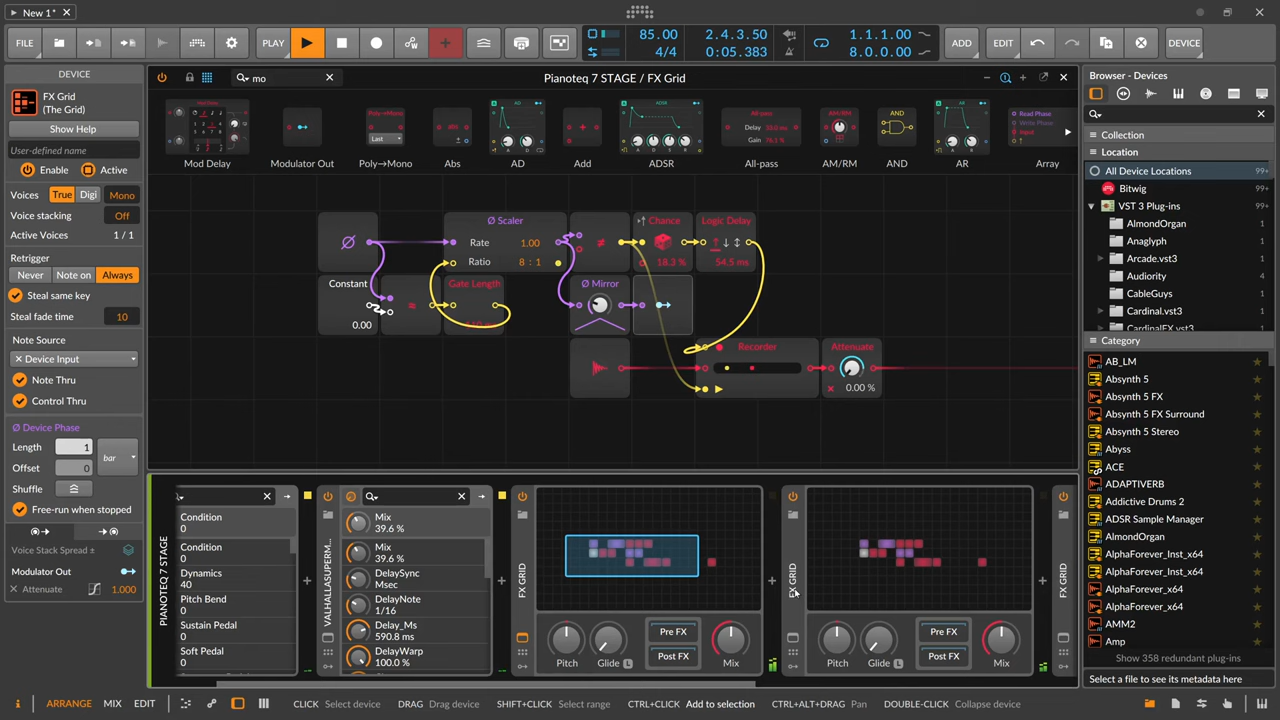 New 1*
FILE
PLAY
85.00
4/4
2.4.3.50
0:05.383
1.1.1.00
8.0.0.00
ADD
EDIT
DEVICE
DEVICE
FX Grid
(The Grid)
Show Help
User-defined name
Enable
Active
Voices True Digi Mono
Voice stacking Off
Active Voices 1 / 1
Retrigger
Never Note on Always
Steal same key
Steal fade time 10
Note Source
Device Input
Note Thru
Control Thru
Ø Device Phase
Length 1
bar
Offset 0
Shuffle
Free-run when stopped
Voice Stack Spread ±
Modulator Out
Attenuate 1.000
mo
Pianoteq 7 STAGE / FX Grid
Mod Delay
Modulator Out
Poly→Mono
Last
Abs
AD
Add
ADSR
All-pass
AM/RM
AND
AR
Array
Ø Scaler
Rate 1.00
Ratio 8 : 1
Chance
18.3 %
Logic Delay
54.5 ms
Constant
0.00
Gate Length
Ø Mirror
Recorder
Attenuate
0.00 %
PIANOTEQ 7 STAGE
Condition
0
Condition
0
Dynamics
40
Pitch Bend
0
Sustain Pedal
0
Soft Pedal
0
VALHALLASUPERM...
Mix
39.6 %
Mix
39.6 %
DelaySync
Msec
DelayNote
1/16
Delay_Ms
590.8 ms
DelayWarp
100.0 %
FX GRID
Pitch
Glide L
Pre FX
Post FX
Mix
FX GRID
Pitch
Glide L
Pre FX
Post FX
Mix
FX GRID
Browser - Devices
Collection
Location
All Device Locations 99+
Bitwig 99+
VST 3 Plug-ins 99+
AlmondOrgan
Anaglyph
Arcade.vst3
Audiority
CableGuys
Cardinal.vst3
CardinalFX.vst3
Category
AB_LM
Absynth 5
Absynth 5 FX
Absynth 5 FX Surround
Absynth 5 Stereo
Abyss
ACE
ADAPTIVERB
Addictive Drums 2
ADSR Sample Manager
AlmondOrgan
AlphaForever_Inst_x64
AlphaForever_Inst_x64
AlphaForever_x64
AlphaForever_x64
AMM2
Amp
Show 358 redundant plug-ins
Select a file to see its metadata here
ARRANGE
MIX
EDIT
CLICK Select device
DRAG Drag device
SHIFT+CLICK Select range
CTRL+CLICK Add to selection
CTRL+ALT+DRAG Pan
DOUBLE-CLICK Collapse device